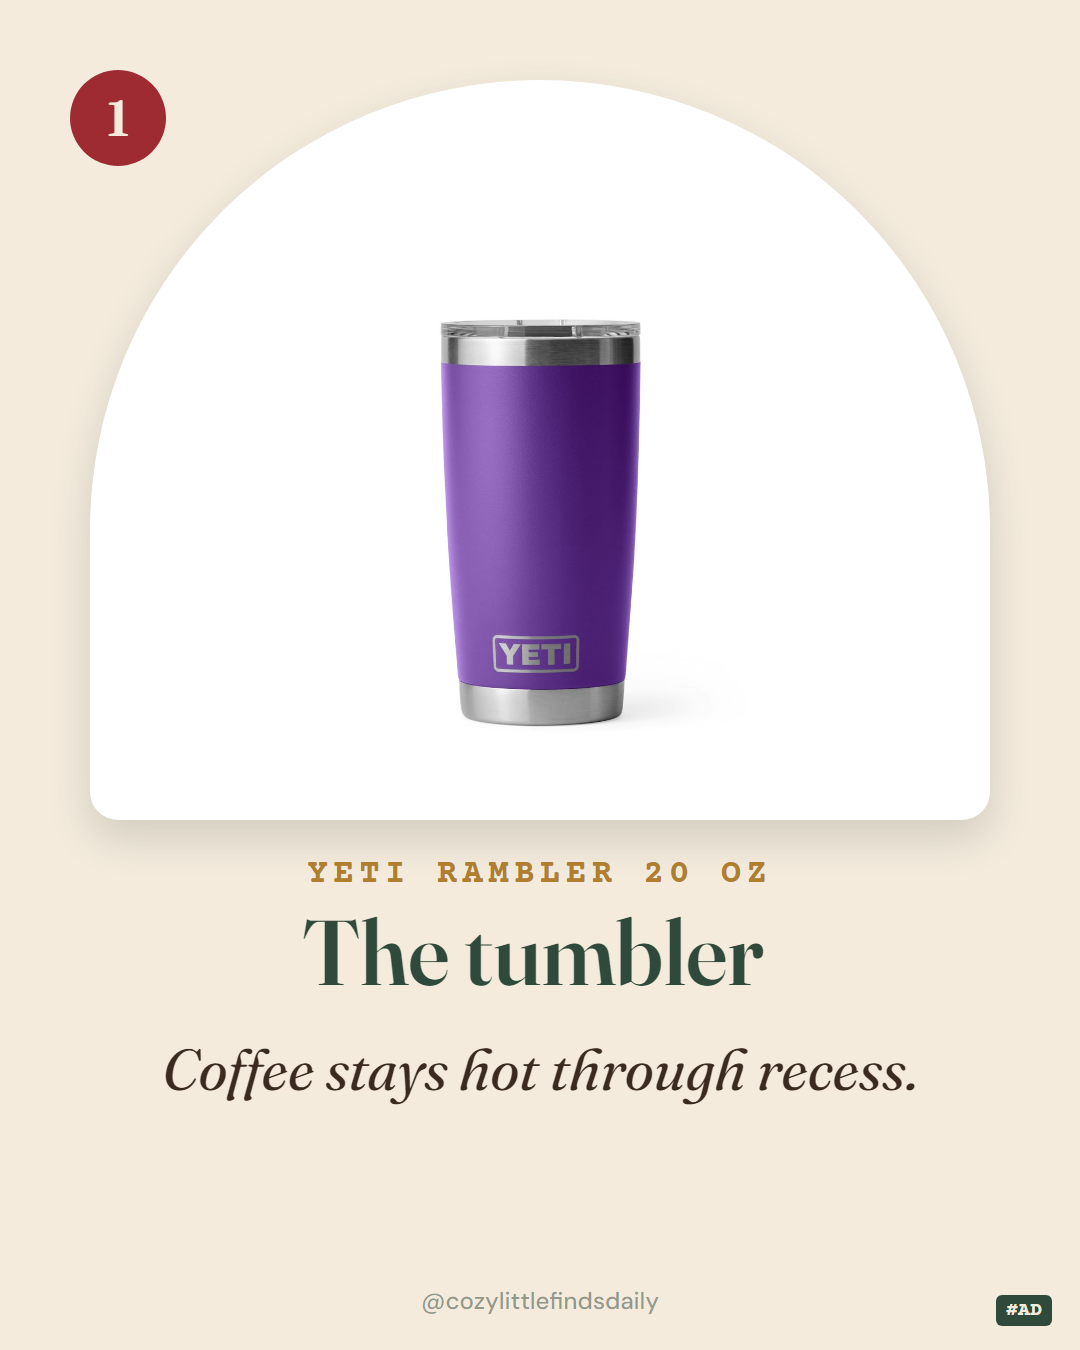 1
YETI
YETI RAMBLER 20 OZ
The tumbler
Coffee stays hot through recess.
@cozylittlefindsdaily
#AD